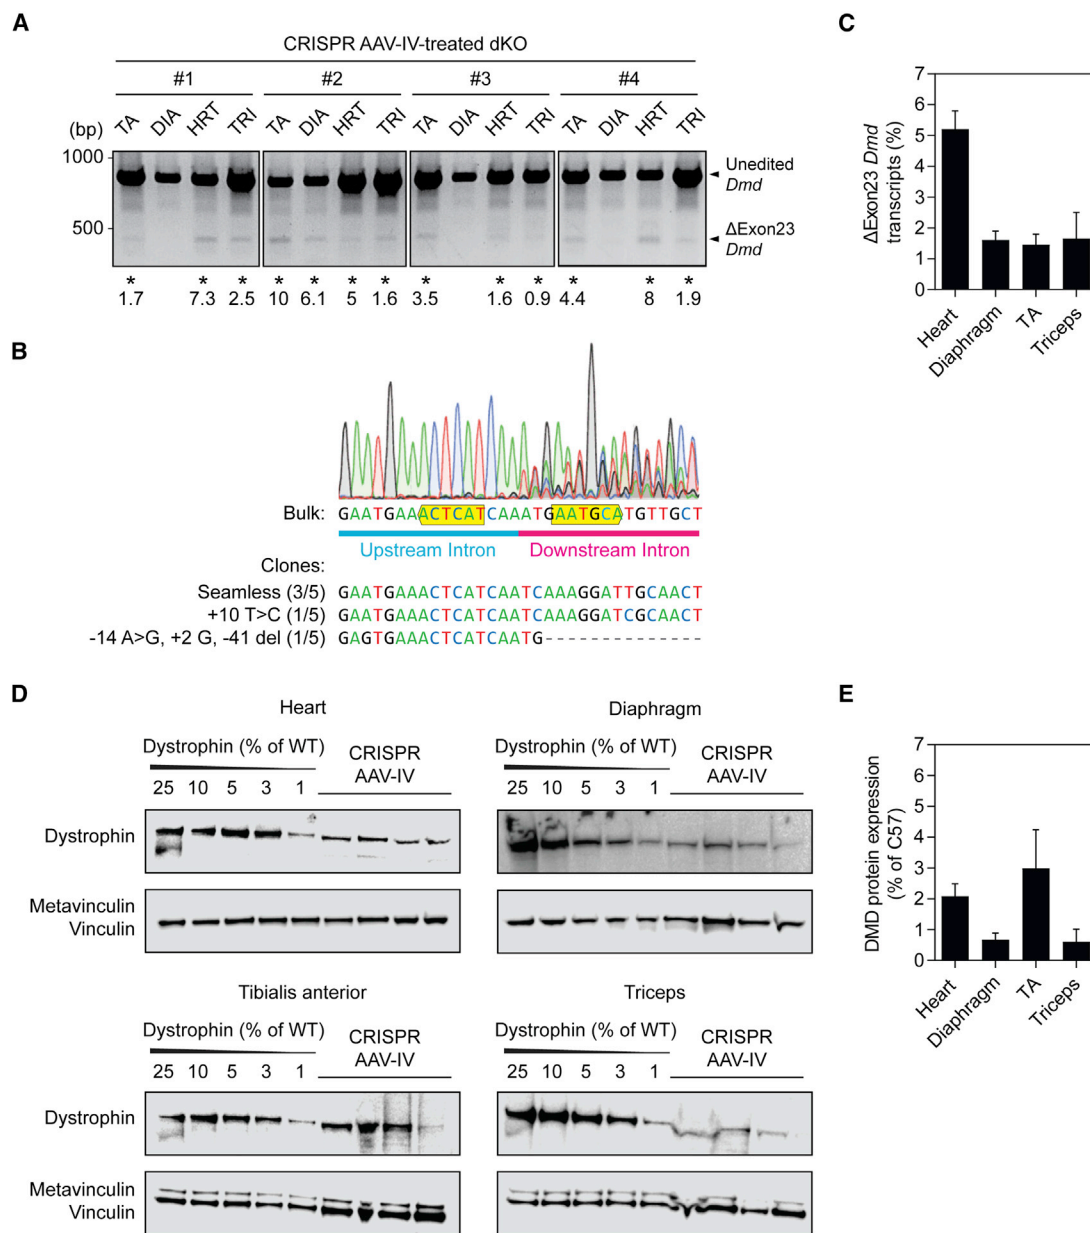 A
CRISPR AAV-IV-treated dKO
#1 #2 #3 #4
(bp) TA DIA HRT TRI TA DIA HRT TRI TA DIA HRT TRI TA DIA HRT TRI
1000
Unedited
Dmd
500
ΔExon23
Dmd
* * * * * * * * * * * * *
1.7 7.3 2.5 10 6.1 5 1.6 3.5 1.6 0.9 4.4 8 1.9
B
Bulk: GAATGAAACTCATCAAATGAATGCATGTTGCT
Upstream Intron Downstream Intron
Clones:
Seamless (3/5) GAATGAAACTCATCAATCAAAGGATTGCAACT
+10 T>C (1/5) GAATGAAACTCATCAATCAAAGGATCGCAACT
-14 A>G, +2 G, -41 del (1/5) GAGTGAAACTCATCAATG--------------
C
ΔExon23 Dmd
transcripts (%)
7
6
5
4
3
2
1
0
Heart Diaphragm TA Triceps
D
Heart
Dystrophin (% of WT) CRISPR
AAV-IV
25 10 5 3 1
Dystrophin
Metavinculin
Vinculin
Diaphragm
Dystrophin (% of WT) CRISPR
AAV-IV
25 10 5 3 1
Tibialis anterior
Dystrophin (% of WT) CRISPR
AAV-IV
25 10 5 3 1
Dystrophin
Metavinculin
Vinculin
Triceps
Dystrophin (% of WT) CRISPR
AAV-IV
25 10 5 3 1
E
DMD protein expression
(% of C57)
7
6
5
4
3
2
1
0
Heart Diaphragm TA Triceps